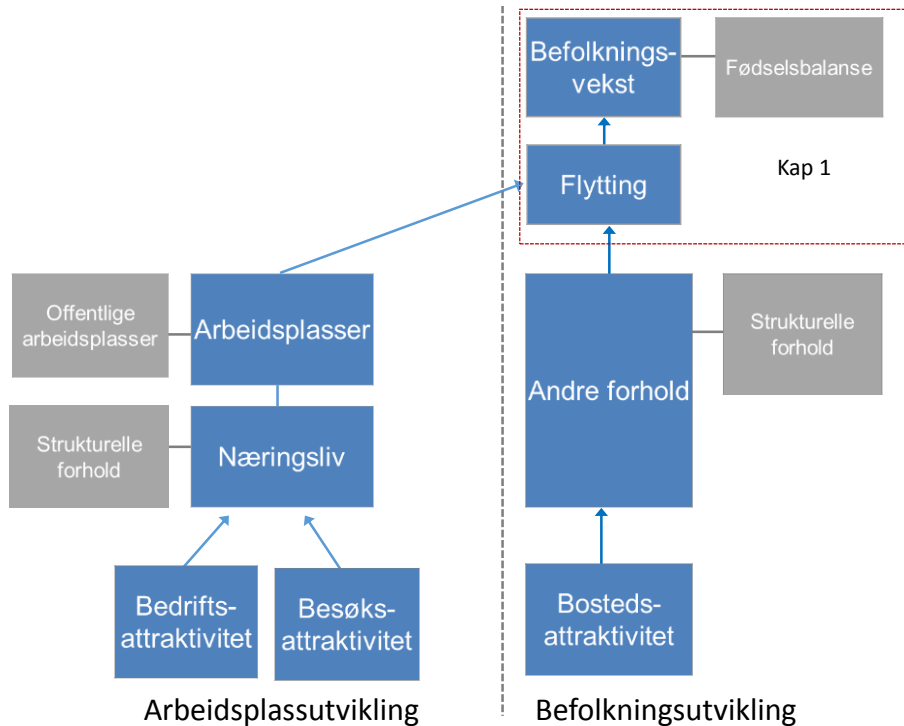 Befolknings-
vekst
Fødselsbalanse
Kap 1
Flytting
Offentlige
arbeidsplasser
Arbeidsplasser
Strukturelle
forhold
Andre forhold
Strukturelle
forhold
Næringsliv
Bedrifts-
attraktivitet
Besøks-
attraktivitet
Bosteds-
attraktivitet
Arbeidsplassutvikling
Befolkningsutvikling